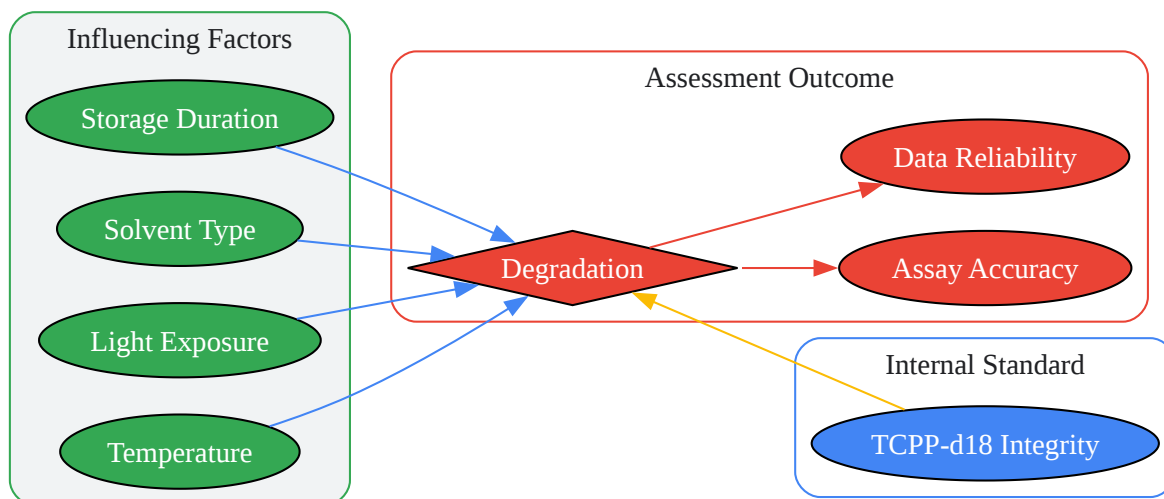 Influencing Factors
Storage Duration
Solvent Type
Light Exposure
Temperature
Assessment Outcome
Data Reliability
Degradation
Assay Accuracy
Internal Standard
TCPP-d18 Integrity